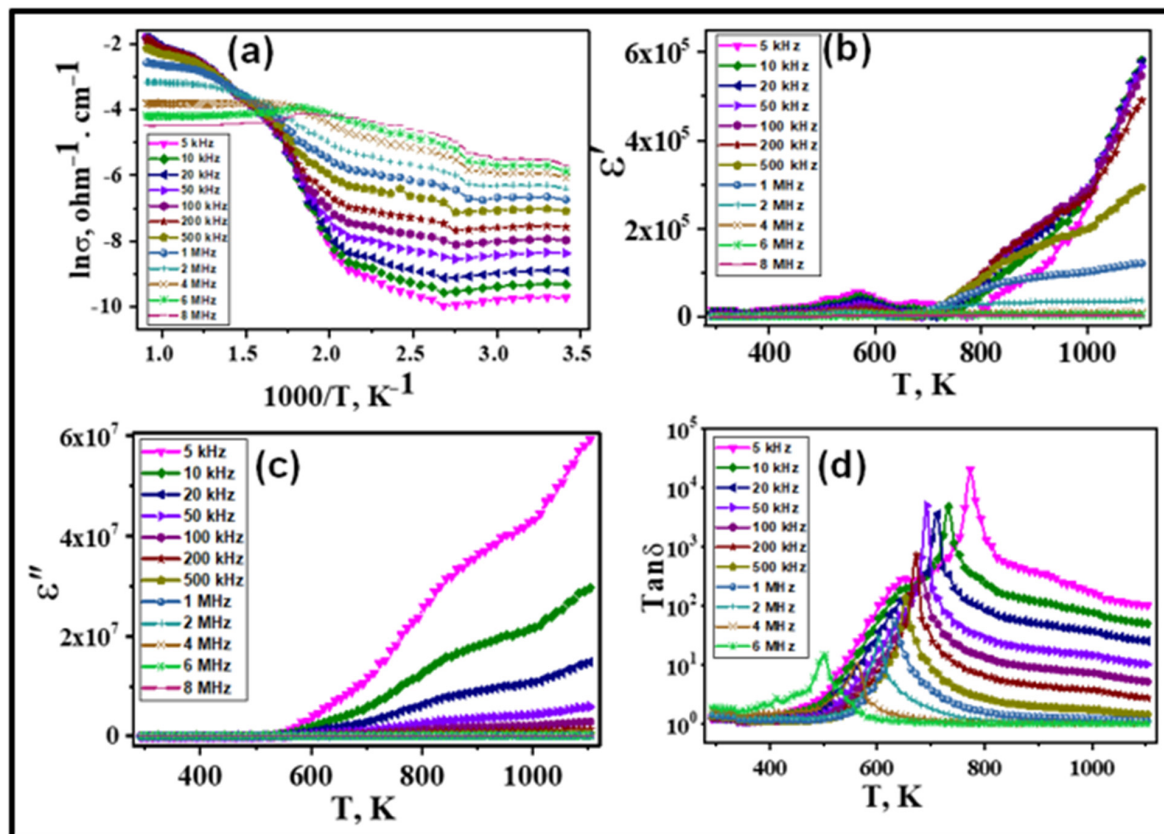 (a)
lnσ, ohm⁻¹. cm⁻¹
-2
-4
-6
-8
-10
5 kHz
10 kHz
20 kHz
50 kHz
100 kHz
200 kHz
500 kHz
1 MHz
2 MHz
4 MHz
6 MHz
8 MHz
1.0 1.5 2.0 2.5 3.0 3.5
1000/T, K⁻¹
(b)
ε′
6x10⁵
4x10⁵
2x10⁵
0
5 kHz
10 kHz
20 kHz
50 kHz
100 kHz
200 kHz
500 kHz
1 MHz
2 MHz
4 MHz
6 MHz
8 MHz
400 600 800 1000
T, K
(c)
ε″
6x10⁷
4x10⁷
2x10⁷
0
5 kHz
10 kHz
20 kHz
50 kHz
100 kHz
200 kHz
500 kHz
1 MHz
2 MHz
4 MHz
6 MHz
8 MHz
400 600 800 1000
T, K
(d)
Tanδ
10⁵
10⁴
10³
10²
10¹
10⁰
5 kHz
10 kHz
20 kHz
50 kHz
100 kHz
200 kHz
500 kHz
1 MHz
2 MHz
4 MHz
6 MHz
400 600 800 1000
T, K